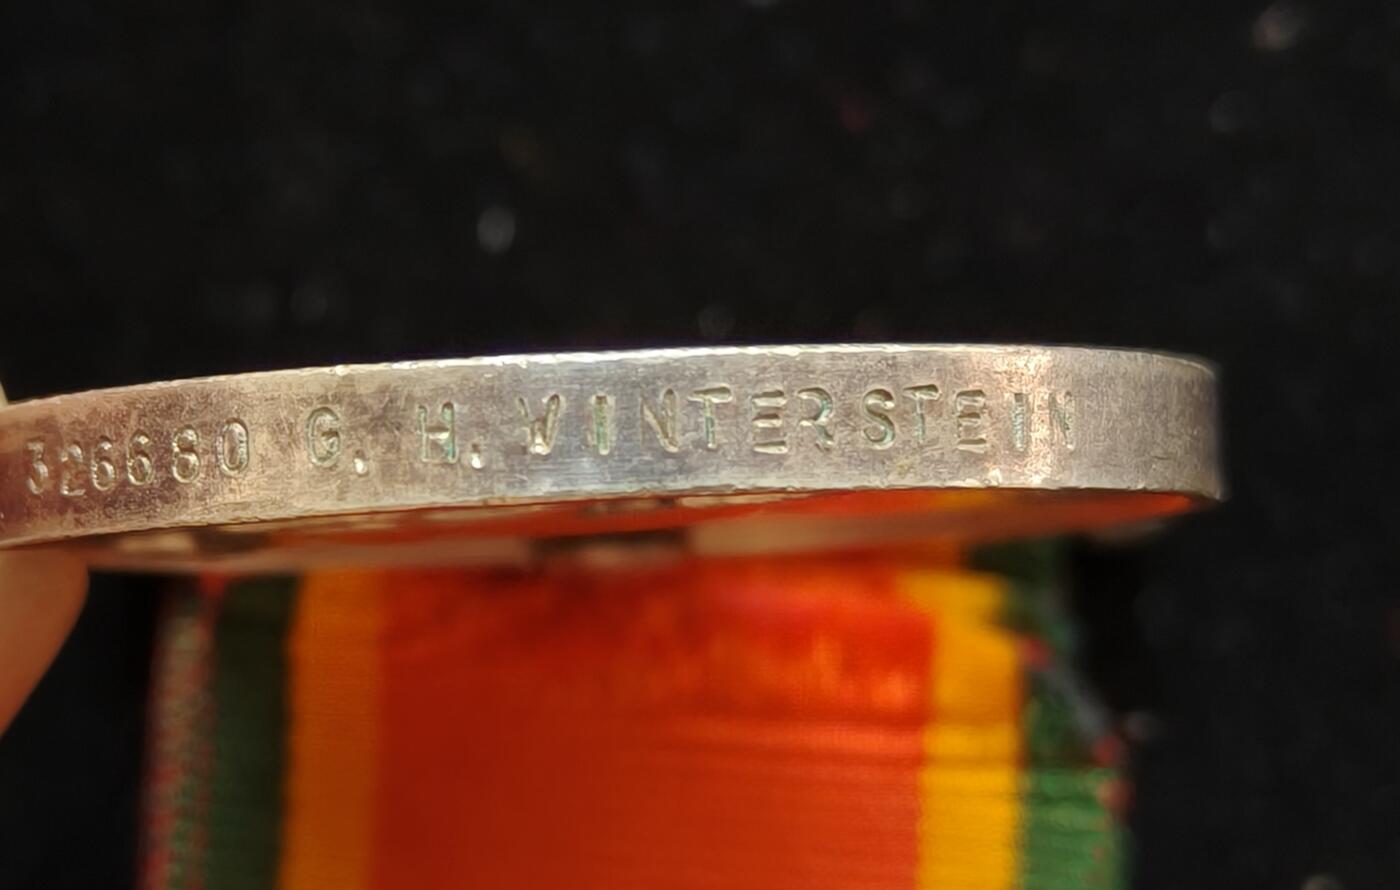 326680 G. H. WINTERSTEIN